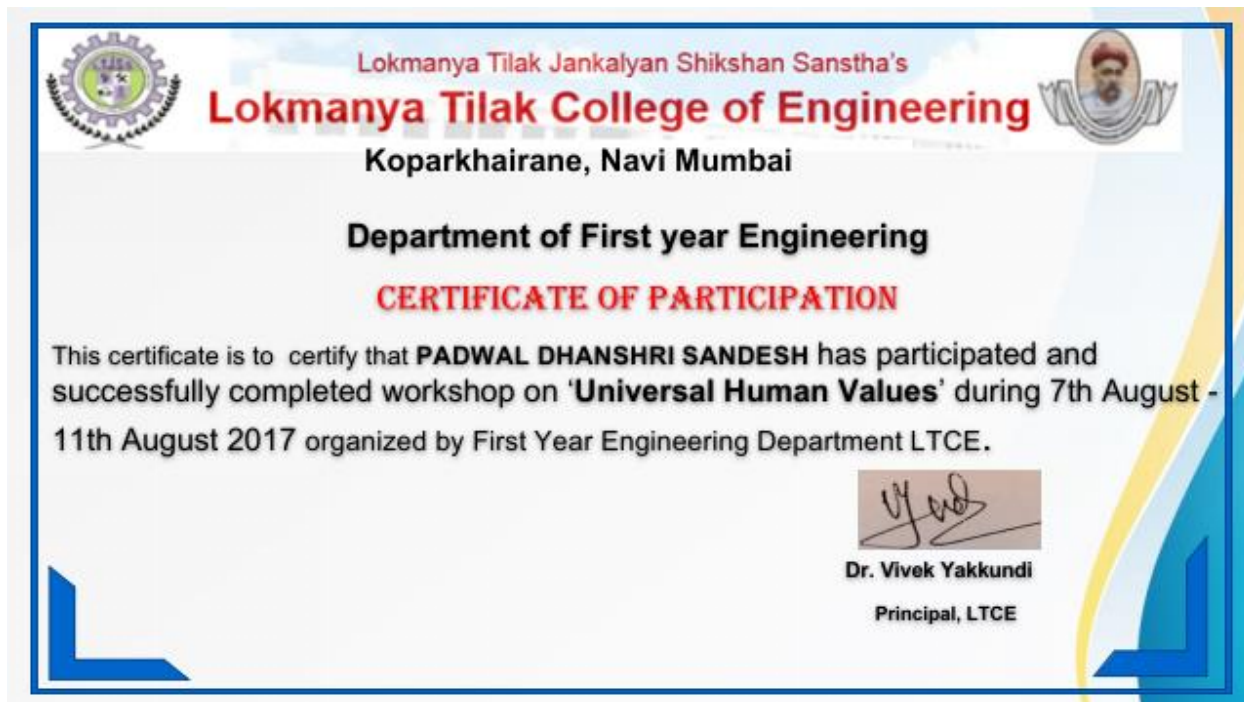 Lokmanya Tilak Jankalyan Shikshan Sanstha's
Lokmanya Tilak College of Engineering
Koparkhairane, Navi Mumbai
Department of First year Engineering
CERTIFICATE OF PARTICIPATION
This certificate is to certify that PADWAL DHANSHRI SANDESH has participated and
successfully completed workshop on 'Universal Human Values' during 7th August -
11th August 2017 organized by First Year Engineering Department LTCE.
Dr. Vivek Yakkundi
Principal, LTCE